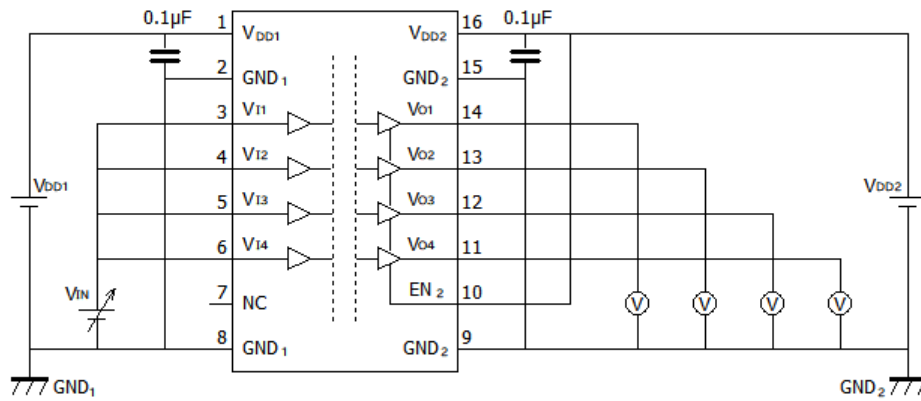 0.1μF 1 16 0.1μF
VDD1 VDD2
2 15
GND1 GND2
3 VI1 VO1 14
4 VI2 VO2 13
5 VI3 VO3 12
6 VI4 VO4 11
VDD1 VDD2
VIN 7 NC EN2 10 V V V V
8 GND1 GND2 9
GND1 GND2